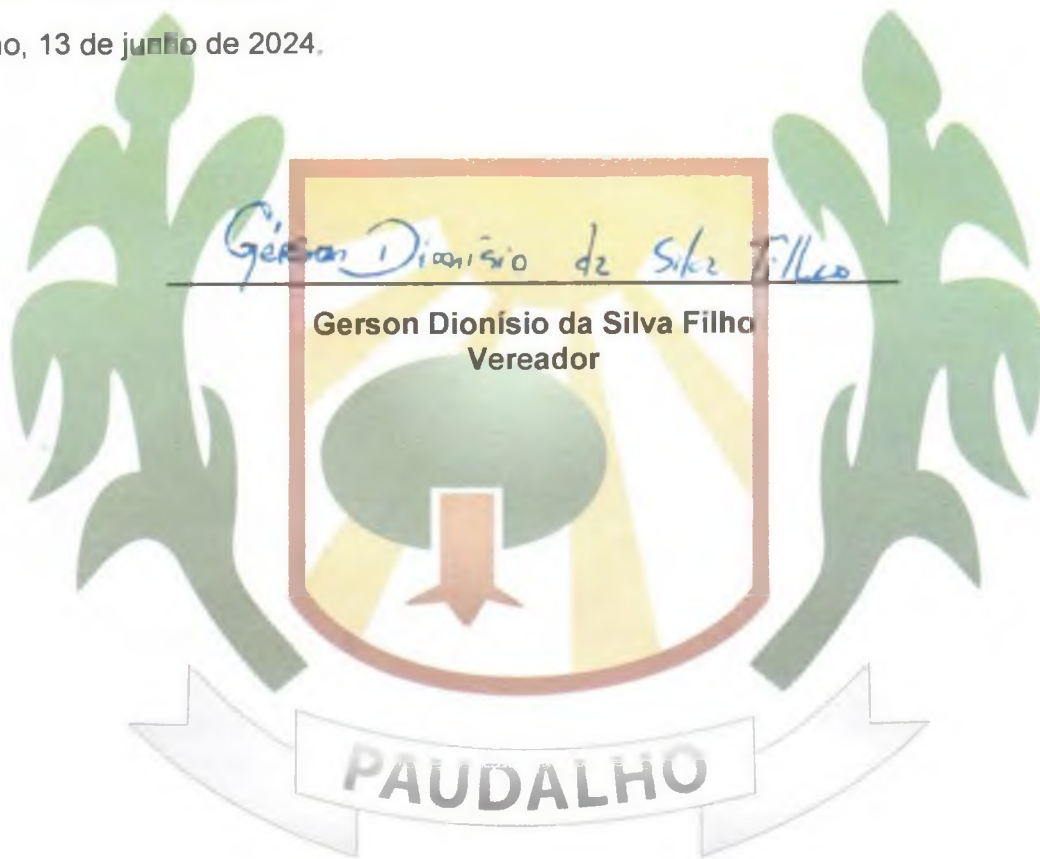 o, 13 de junho de 2024.
Gerson Dionísio da Silva Filho
Gerson Dionísio da Silva Filho
Vereador
PAUDALHO